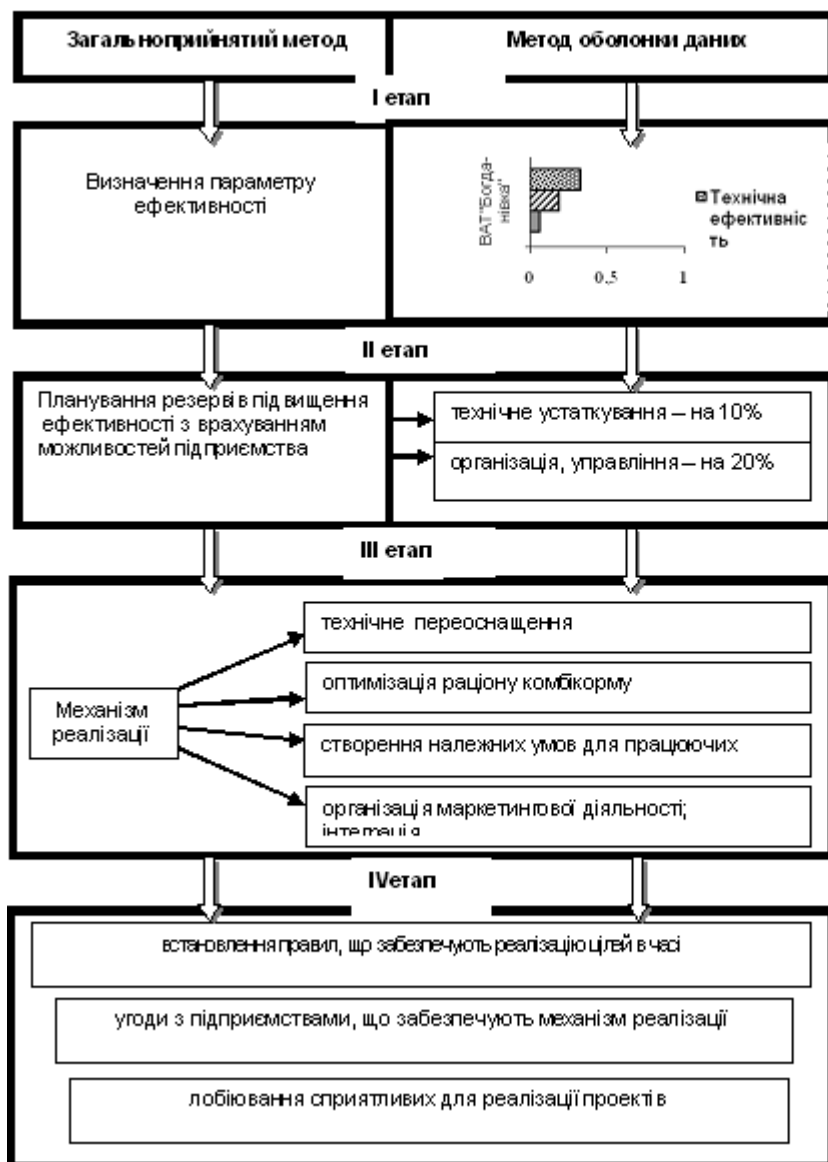 Загальноприйнятий метод
Метод оболонки даних
I етап
Визначення параметру
ефективності
ВАТ "Богда-
нівка"
Технічна
ефективніс
ть
0
0,5
1
II етап
Планування резервів підвищення
ефективності з врахуванням
можливостей підприємства
технічне устаткування – на 10%
організація, управління – на 20%
III етап
Механізм
реалізації
технічне переоснащення
оптимізація раціону комбікорму
створення належних умов для працюючих
організація маркетингової діяльності;
інтеграція
IVетап
встановлення правил, що забезпечують реалізацію цілей в часі
угоди з підприємствами, що забезпечують механізм реалізації
лобіювання сприятливих для реалізації проектів